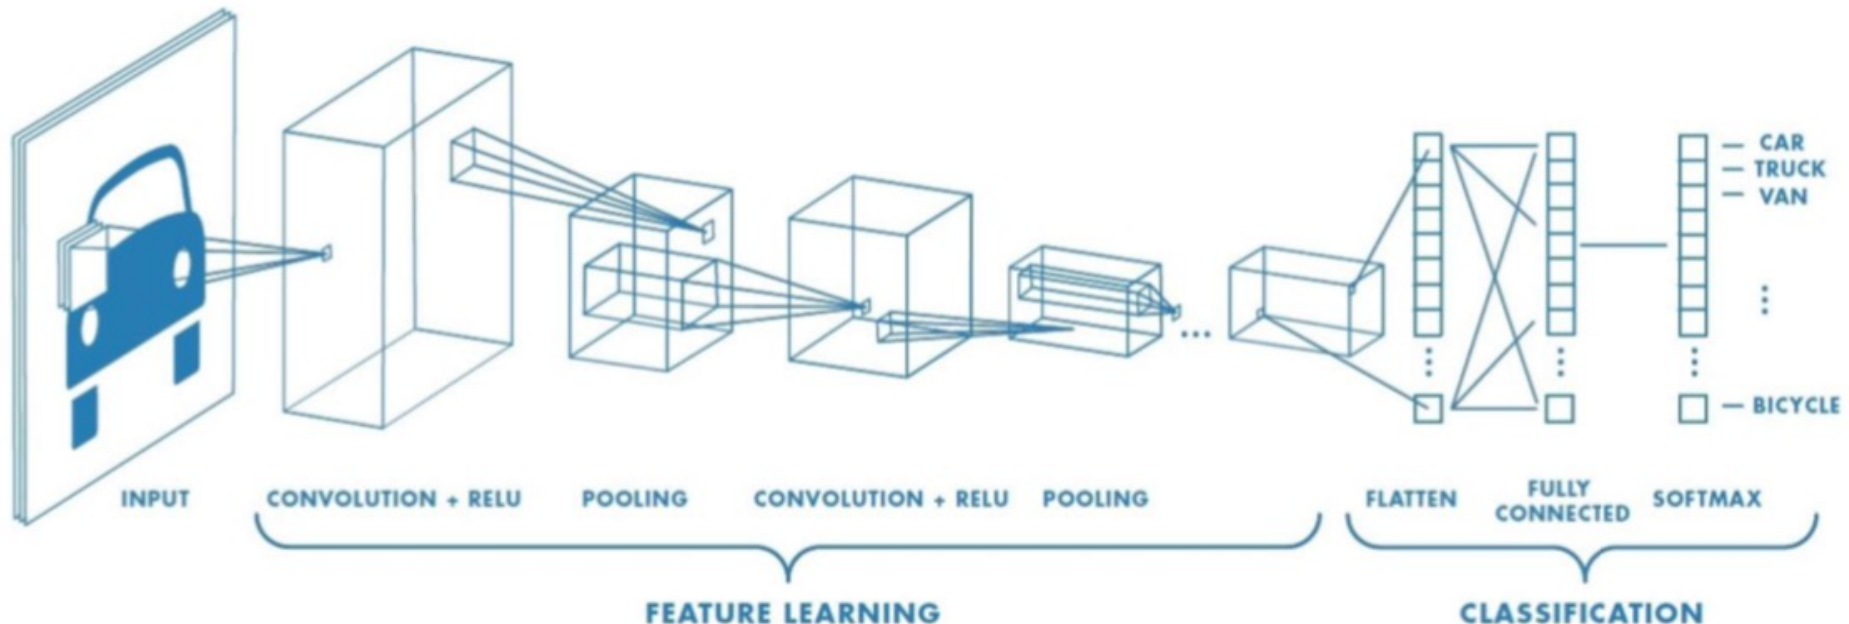 CAR
TRUCK
VAN
BICYCLE
INPUT
CONVOLUTION + RELU
POOLING
CONVOLUTION + RELU
POOLING
FLATTEN
FULLY
CONNECTED
SOFTMAX
FEATURE LEARNING
CLASSIFICATION